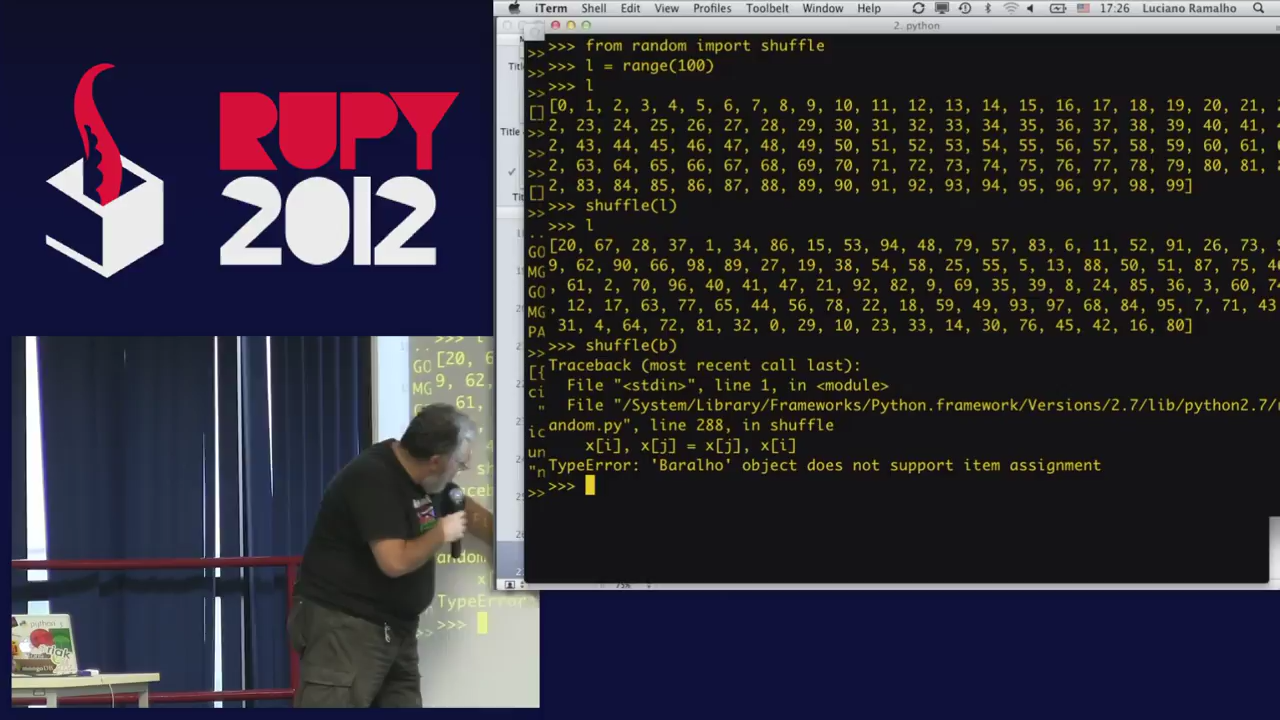 iTerm Shell Edit View Profiles Toolbelt Window Help 17:26 Luciano Ramalho
2. python
>>> from random import shuffle
>>> l = range(100)
>>> l
[0, 1, 2, 3, 4, 5, 6, 7, 8, 9, 10, 11, 12, 13, 14, 15, 16, 17, 18, 19, 20, 21,
2, 23, 24, 25, 26, 27, 28, 29, 30, 31, 32, 33, 34, 35, 36, 37, 38, 39, 40, 41,
2, 43, 44, 45, 46, 47, 48, 49, 50, 51, 52, 53, 54, 55, 56, 57, 58, 59, 60, 61,
2, 63, 64, 65, 66, 67, 68, 69, 70, 71, 72, 73, 74, 75, 76, 77, 78, 79, 80, 81,
2, 83, 84, 85, 86, 87, 88, 89, 90, 91, 92, 93, 94, 95, 96, 97, 98, 99]
>>> shuffle(l)
>>> l
[20, 67, 28, 37, 1, 34, 86, 15, 53, 94, 48, 79, 57, 83, 6, 11, 52, 91, 26, 73,
9, 62, 90, 66, 98, 89, 27, 19, 38, 54, 58, 25, 55, 5, 13, 88, 50, 51, 87, 75,
, 61, 2, 70, 96, 40, 41, 47, 21, 92, 82, 9, 69, 35, 39, 8, 24, 85, 36, 3, 60,
, 12, 17, 63, 77, 65, 44, 56, 78, 22, 18, 59, 49, 93, 97, 68, 84, 95, 7, 71, 43
31, 4, 64, 72, 81, 32, 0, 29, 10, 23, 33, 14, 30, 76, 45, 42, 16, 80]
>>> shuffle(b)
Traceback (most recent call last):
File "<stdin>", line 1, in <module>
File "/System/Library/Frameworks/Python.framework/Versions/2.7/lib/python2.7/
andom.py", line 288, in shuffle
x[i], x[j] = x[j], x[i]
TypeError: 'Baralho' object does not support item assignment
>>>
RUPY
2012
[20, 6
9, 62
61,
andom
TypeError
>>>
python
mongoDB